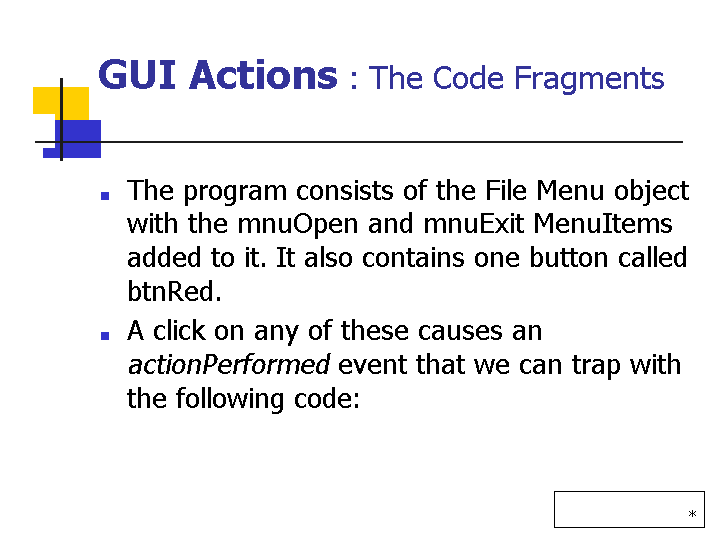 GUI Actions : The Code Fragments
■ The program consists of the File Menu object
with the mnuOpen and mnuExit MenuItems
added to it. It also contains one button called
btnRed.
■ A click on any of these causes an
actionPerformed event that we can trap with
the following code:
*